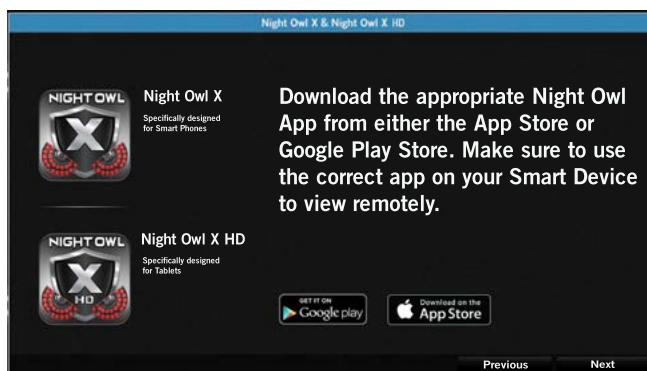 Night Owl X & Night Owl X HD
NIGHT OWL
X
Night Owl X
Specifically designed
for Smart Phones
Download the appropriate Night Owl
App from either the App Store or
Google Play Store. Make sure to use
the correct app on your Smart Device
to view remotely.
NIGHT OWL
X
HD
Night Owl X HD
Specifically designed
for Tablets
GET IT ON
Google play
Download on the
App Store
Previous
Next